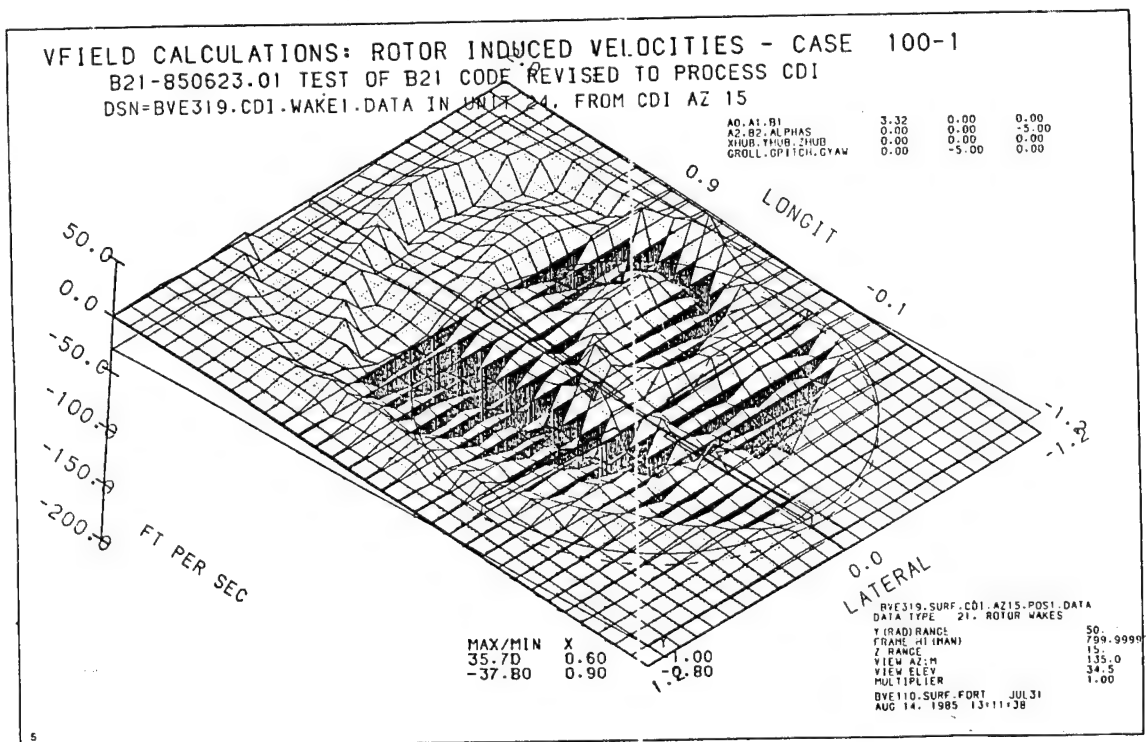 VFIELD CALCULATIONS: ROTOR INDUCED VELOCITIES - CASE 100-1
B21-850623.01 TEST OF B21 CODE REVISED TO PROCESS CDI
DSN=BVE319.CDI.WAKE1.DATA IN UNIT 24, FROM CDI AZ 15
A0.A1.B1 3.32 0.00 0.00
A2.B2.ALPHAS 0.00 0.00 -5.00
XHUB.YHUB.ZHUB 0.00 0.00 0.00
GROLL.GPITCH.GYAW 0.00 -5.00 0.00
0.9
LONGIT
-0.1
50.0
0.0
-50.0
-100.0
-150.0
-200.0
FT PER SEC
-1.2
-1.2
0.0
LATERAL
MAX/MIN X Y
35.70 0.60 -1.00
-37.80 0.90 -.80
1.2
BVE319.SURF.CDI.AZ15.POS1.DATA
DATA TYPE 21. ROTOR WAKES
Y (RAD) RANGE 50.
FRAME HI (MAN) 799.9999
Z RANGE 15.
VIEW AZIM 135.0
VIEW ELEV 34.5
MULTIPLIER 1.00
BVE110.SURF.FORT JUL31
AUG 14, 1985 13:11:38
5